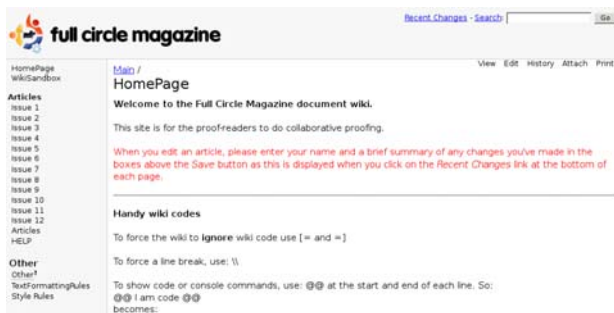 full circle magazine
Recent Changes - Search: Go
HomePage
WikiSandbox
Articles
Issue 1
Issue 2
Issue 3
Issue 4
Issue 5
Issue 6
Issue 7
Issue 8
Issue 9
Issue 10
Issue 11
Issue 12
Articles
HELP
Other
Other²
TextFormattingRules
Style Rules
View Edit History Attach Print
Main /
HomePage
Welcome to the Full Circle Magazine document wiki.
This site is for the proof-readers to do collaborative proofing.
When you edit an article, please enter your name and a brief summary of any changes you've made in the
boxes above the Save button as this is displayed when you click on the Recent Changes link at the bottom of
each page.
Handy wiki codes
To force the wiki to ignore wiki code use [= and =]
To force a line break, use: \\
To show code or console commands, use: @@ at the start and end of each line. So:
@@ I am code @@
becomes: